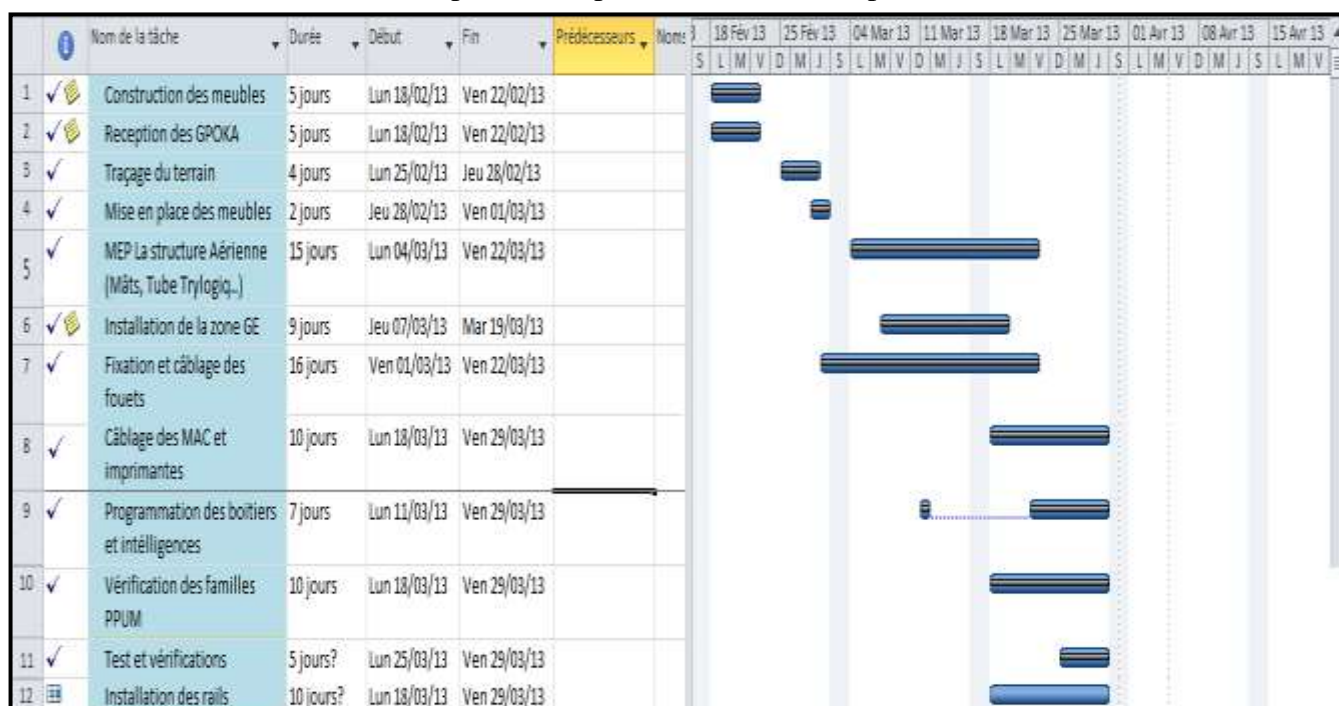 Nom de la tâche Durée Début Fin Prédécesseurs Noms
18 Fév 13 25 Fév 13 04 Mar 13 11 Mar 13 18 Mar 13 25 Mar 13 01 Avr 13 08 Avr 13 15 Avr 13
S L M V D M J S L M V D M J S L M V D M J S L M V D M J S L M V
1 Construction des meubles 5 jours Lun 18/02/13 Ven 22/02/13
2 Reception des GPOKA 5 jours Lun 18/02/13 Ven 22/02/13
3 Traçage du terrain 4 jours Lun 25/02/13 Jeu 28/02/13
4 Mise en place des meubles 2 jours Jeu 28/02/13 Ven 01/03/13
5 MEP La structure Aérienne 15 jours Lun 04/03/13 Ven 22/03/13
(Mâts, Tube Trylogiq...)
6 Installation de la zone GE 9 jours Jeu 07/03/13 Mar 19/03/13
7 Fixation et câblage des 16 jours Ven 01/03/13 Ven 22/03/13
fouets
8 Câblage des MAC et 10 jours Lun 18/03/13 Ven 29/03/13
imprimantes
9 Programmation des boitiers 7 jours Lun 11/03/13 Ven 29/03/13
et intélligences
10 Vérification des familles 10 jours Lun 18/03/13 Ven 29/03/13
PPUM
11 Test et vérifications 5 jours? Lun 25/03/13 Ven 29/03/13
12 Installation des rails 10 jours? Lun 18/03/13 Ven 29/03/13